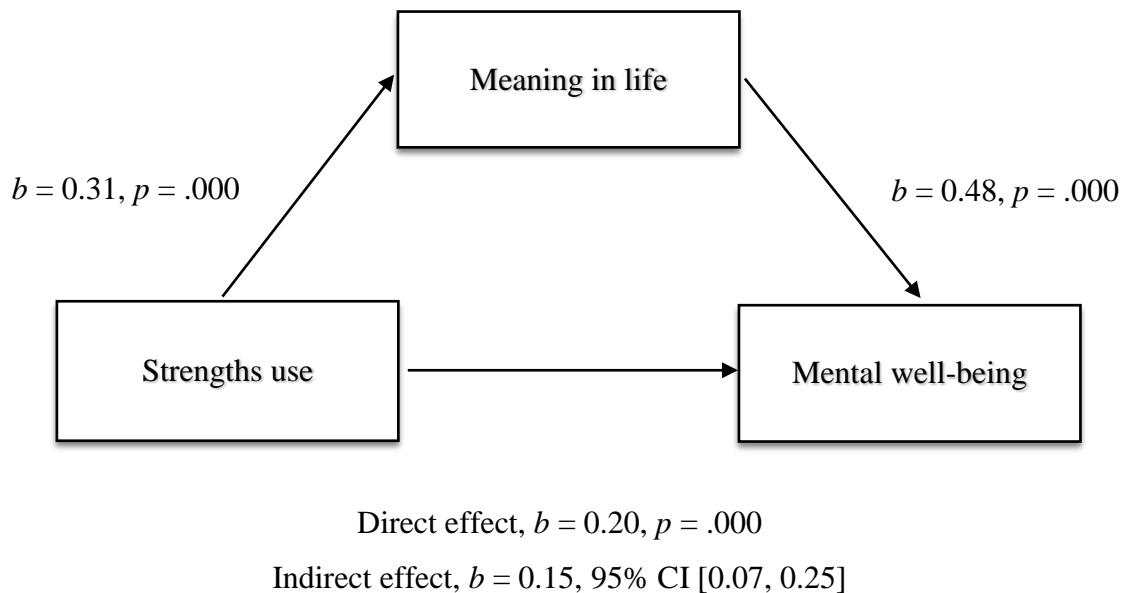 Meaning in life
b = 0.31, p = .000
b = 0.48, p = .000
Strengths use
Mental well-being
Direct effect, b = 0.20, p = .000
Indirect effect, b = 0.15, 95% CI [0.07, 0.25]